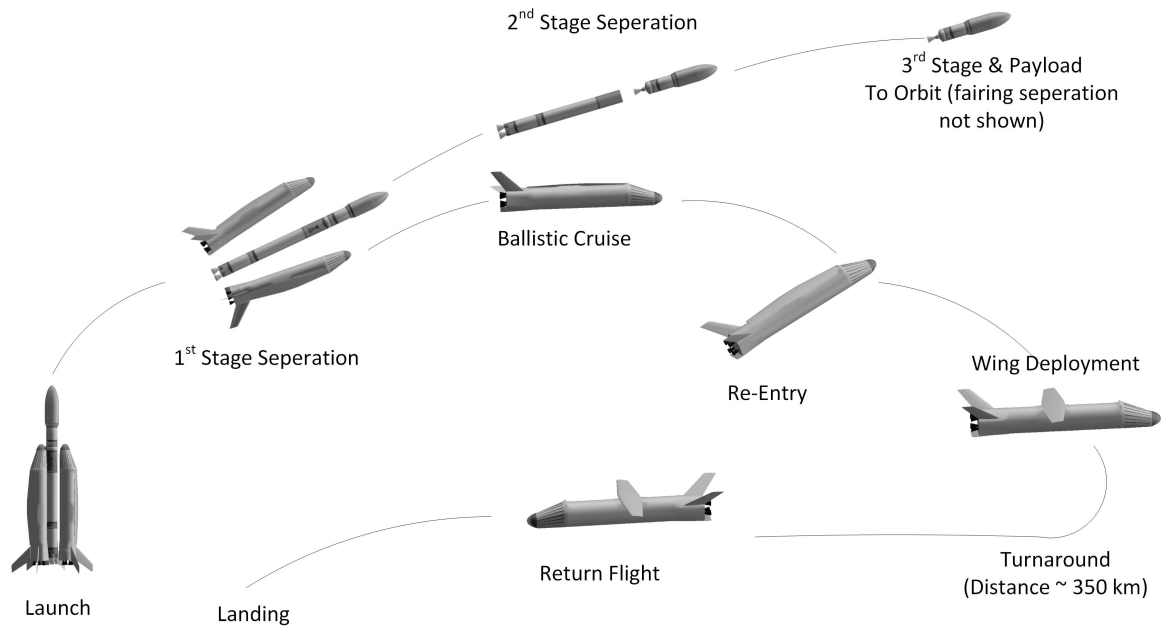 2nd Stage Seperation
3rd Stage & Payload
To Orbit (fairing seperation
not shown)
Ballistic Cruise
1st Stage Seperation
Wing Deployment
Re-Entry
Turnaround
(Distance ~ 350 km)
Return Flight
Launch
Landing